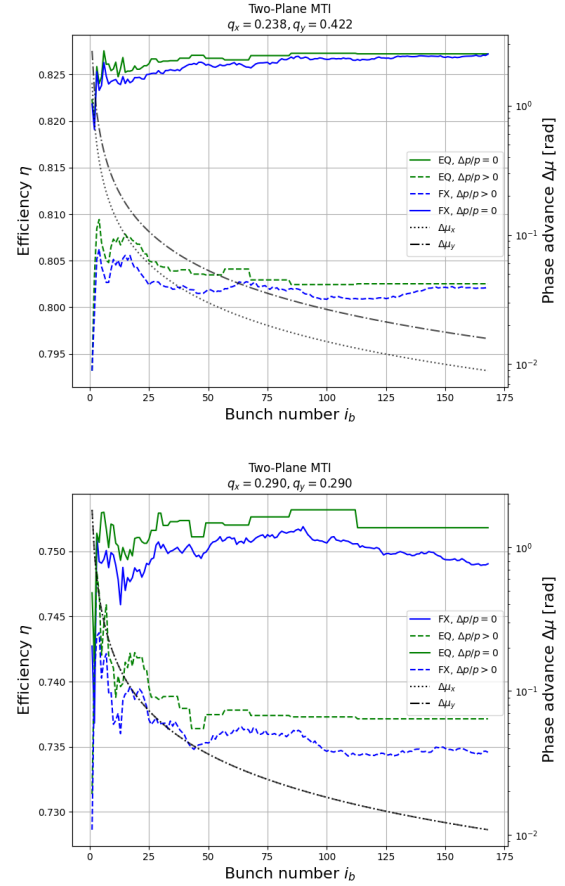 Two-Plane MTI
q_x = 0.238, q_y = 0.422
Efficiency η
0.825
0.820
0.815
0.810
0.805
0.800
0.795
EQ, Δp/p = 0
EQ, Δp/p > 0
FX, Δp/p > 0
FX, Δp/p = 0
Δμ_x
Δμ_y
10^0
10^−1
10^−2
Phase advance Δμ [rad]
0 25 50 75 100 125 150 175
Bunch number i_b
Two-Plane MTI
q_x = 0.290, q_y = 0.290
Efficiency η
0.750
0.745
0.740
0.735
0.730
FX, Δp/p = 0
EQ, Δp/p > 0
EQ, Δp/p = 0
FX, Δp/p > 0
Δμ_x
Δμ_y
10^0
10^−1
10^−2
Phase advance Δμ [rad]
0 25 50 75 100 125 150 175
Bunch number i_b